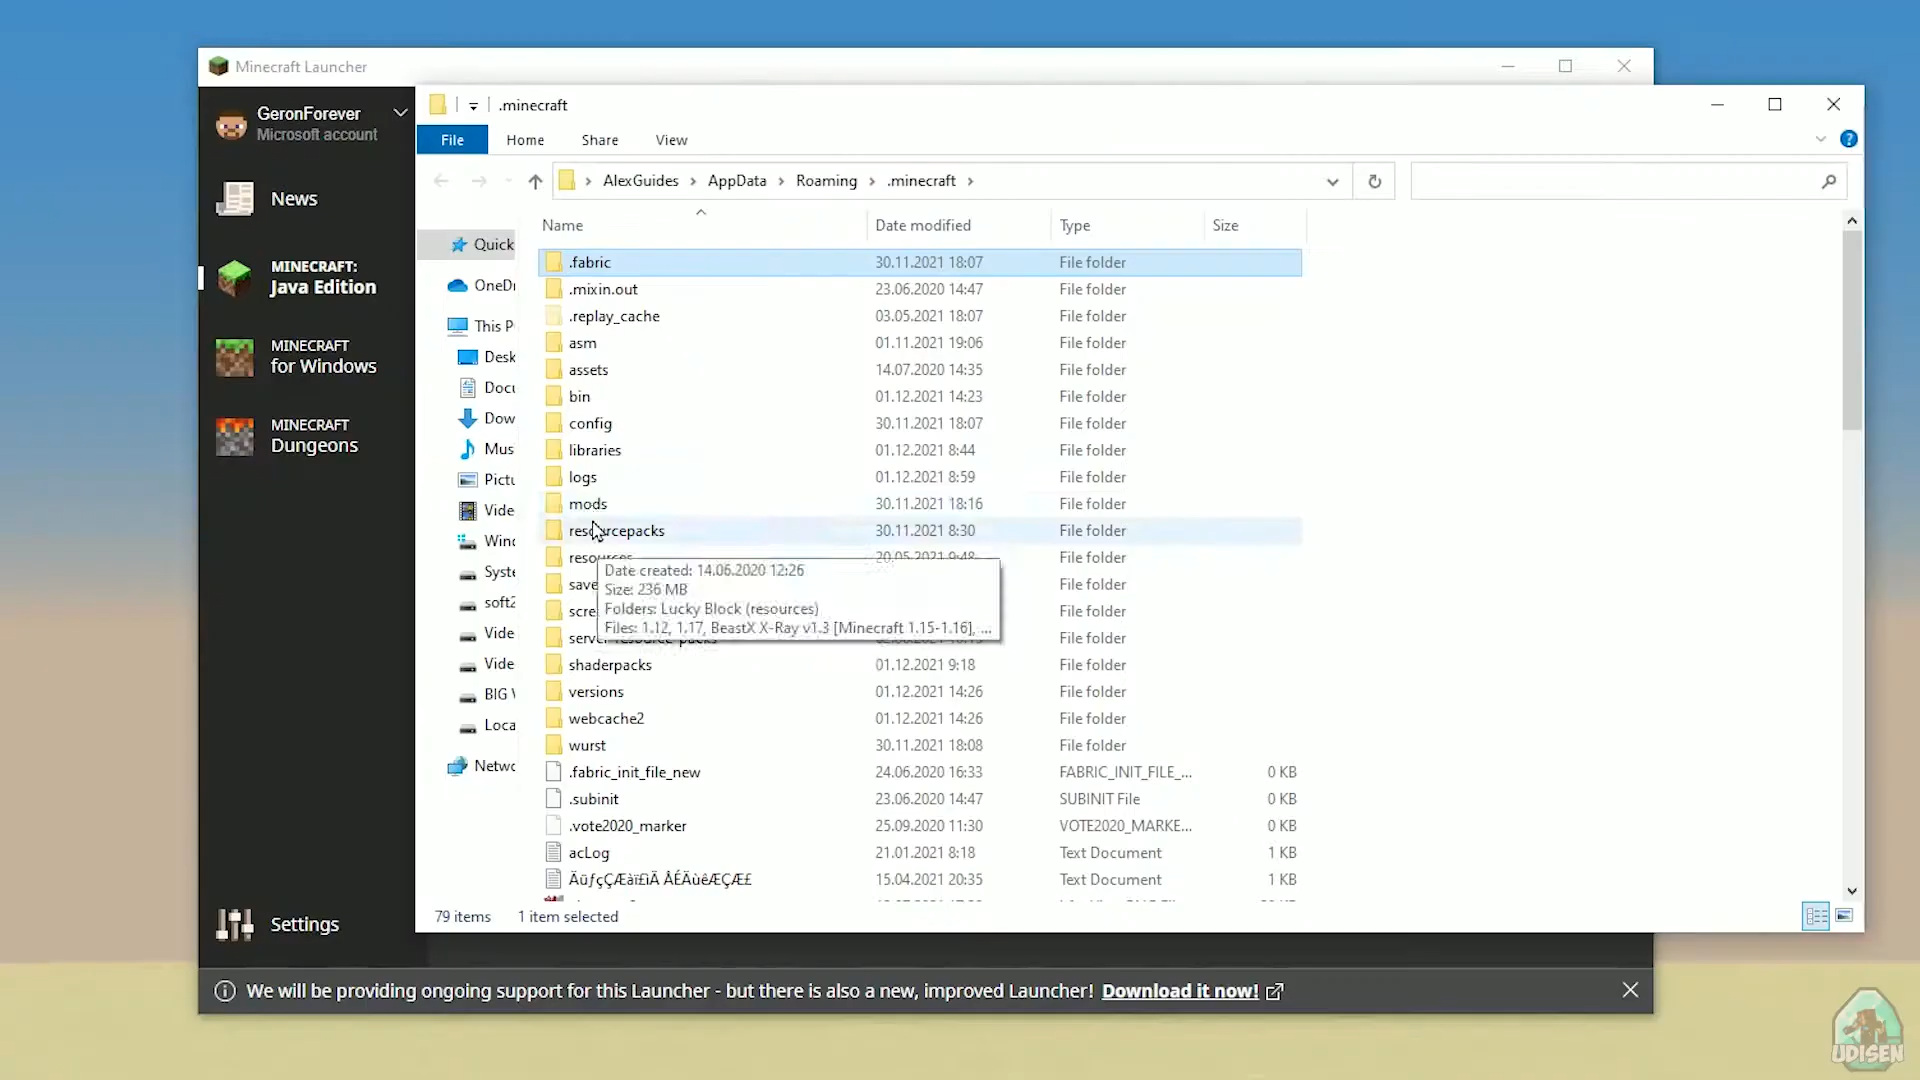 Minecraft Launcher
GeronForever
Microsoft account
News
MINECRAFT:
Java Edition
MINECRAFT
for Windows
MINECRAFT
Dungeons
Settings
.minecraft
File Home Share View
AlexGuides › AppData › Roaming › .minecraft ›
Quick
OneDr
This P
Desk
Docu
Dow
Mus
Pictu
Vide
Wind
Syste
soft2
Vide
Vide
BIG
Loca
Netwo
Name Date modified Type Size
.fabric 30.11.2021 18:07 File folder
.mixin.out 23.06.2020 14:47 File folder
.replay_cache 03.05.2021 18:07 File folder
asm 01.11.2021 19:06 File folder
assets 14.07.2020 14:35 File folder
bin 01.12.2021 14:23 File folder
config 30.11.2021 18:07 File folder
libraries 01.12.2021 8:44 File folder
logs 01.12.2021 8:59 File folder
mods 30.11.2021 18:16 File folder
resourcepacks 30.11.2021 8:30 File folder
resources 20.05.2021 9:48 File folder
save File folder
scre File folder
server-resource-packs File folder
Date created: 14.06.2020 12:26
Size: 236 MB
Folders: Lucky Block (resources)
Files: 1.12, 1.17, BeastX X-Ray v1.3 [Minecraft 1.15-1.16], ...
shaderpacks 01.12.2021 9:18 File folder
versions 01.12.2021 14:26 File folder
webcache2 01.12.2021 14:26 File folder
wurst 30.11.2021 18:08 File folder
.fabric_init_file_new 24.06.2020 16:33 FABRIC_INIT_FILE_... 0 KB
.subinit 23.06.2020 14:47 SUBINIT File 0 KB
.vote2020_marker 25.09.2020 11:30 VOTE2020_MARKE... 0 KB
acLog 21.01.2021 8:18 Text Document 1 KB
15.04.2021 20:35 Text Document 1 KB
79 items 1 item selected
We will be providing ongoing support for this Launcher - but there is also a new, improved Launcher! Download it now!
UDISEN